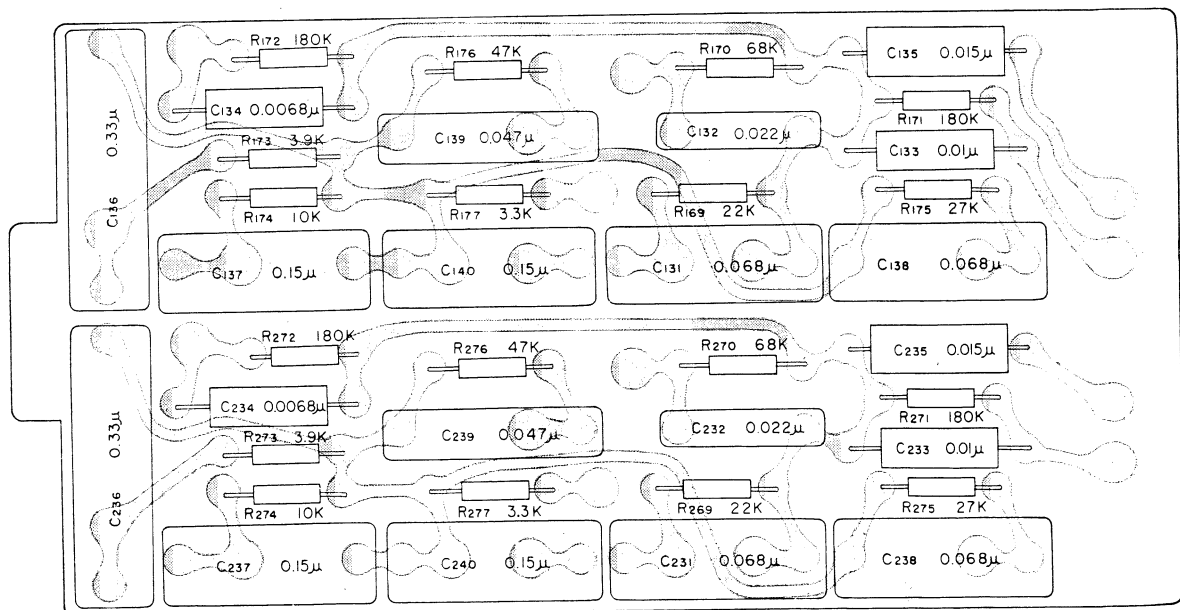 R172 180K
R176 47K
R170 68K
C135 0.015µ
C134 0.0068µ
R171 180K
C136 0.33µ
C139 0.047µ
C132 0.022µ
R173 3.9K
C133 0.01µ
R174 10K
R177 3.3K
R169 22K
R175 27K
C137 0.15µ
C140 0.15µ
C131 0.068µ
C138 0.068µ
R272 180K
R276 47K
R270 68K
C235 0.015µ
C234 0.0068µ
R271 180K
C236 0.33µ
C239 0.047µ
C232 0.022µ
R273 3.9K
C233 0.01µ
R274 10K
R277 3.3K
R269 22K
R275 27K
C237 0.15µ
C240 0.15µ
C231 0.068µ
C238 0.068µ